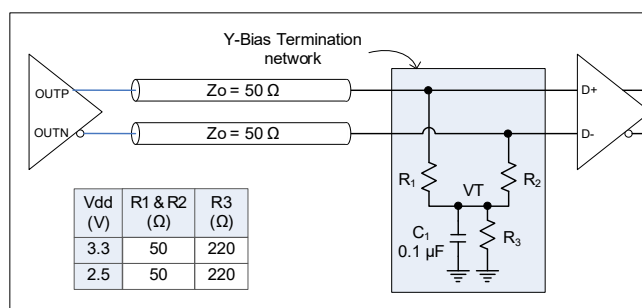 Y-Bias Termination
network
OUTP
Zo = 50 Ω
D+
OUTN
Zo = 50 Ω
D-
R1
VT
R2
C1
0.1 µF
R3
Vdd (V) R1 & R2 (Ω) R3 (Ω)
3.3 50 220
2.5 50 220